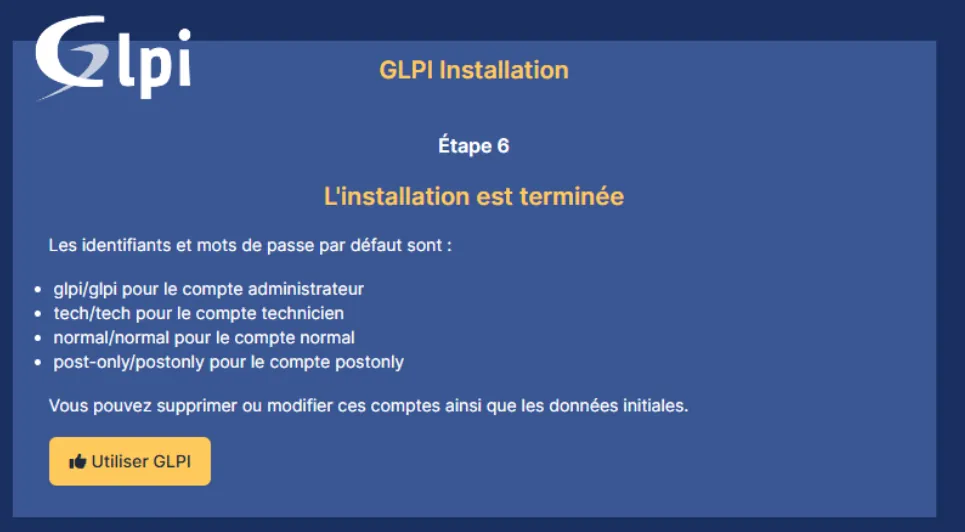 Glpi
GLPI Installation
Étape 6
L'installation est terminée
Les identifiants et mots de passe par défaut sont :
glpi/glpi pour le compte administrateur
tech/tech pour le compte technicien
normal/normal pour le compte normal
post-only/postonly pour le compte postonly
Vous pouvez supprimer ou modifier ces comptes ainsi que les données initiales.
Utiliser GLPI